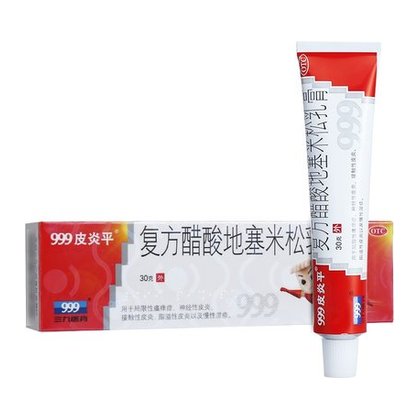 999皮炎平
复方醋酸地塞米松乳
30克 外
999
三九医药
用于局限性瘙痒症、神经性皮炎、
接触性皮炎、脂溢性皮炎以及慢性湿疹。
999
OTC
999皮炎平
复方醋酸地塞米松乳膏
30克 外
999
OTC